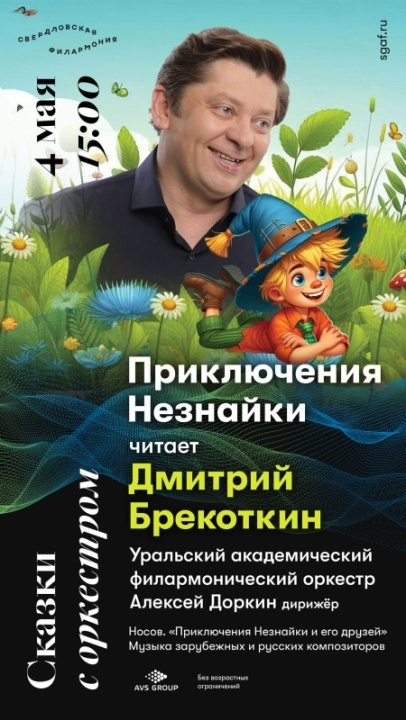 СВЕРДЛОВСКАЯ
ФИЛАРМОНИЯ
sgaf.ru
4 мая
15:00
Приключения
Незнайки
читает
Дмитрий
Брекоткин
Сказки
с оркестром
Уральский академический
филармонический оркестр
Алексей Доркин дирижёр
Носов. «Приключения Незнайки и его друзей»
Музыка зарубежных и русских композиторов
AVS GROUP
Без возрастных
ограничений